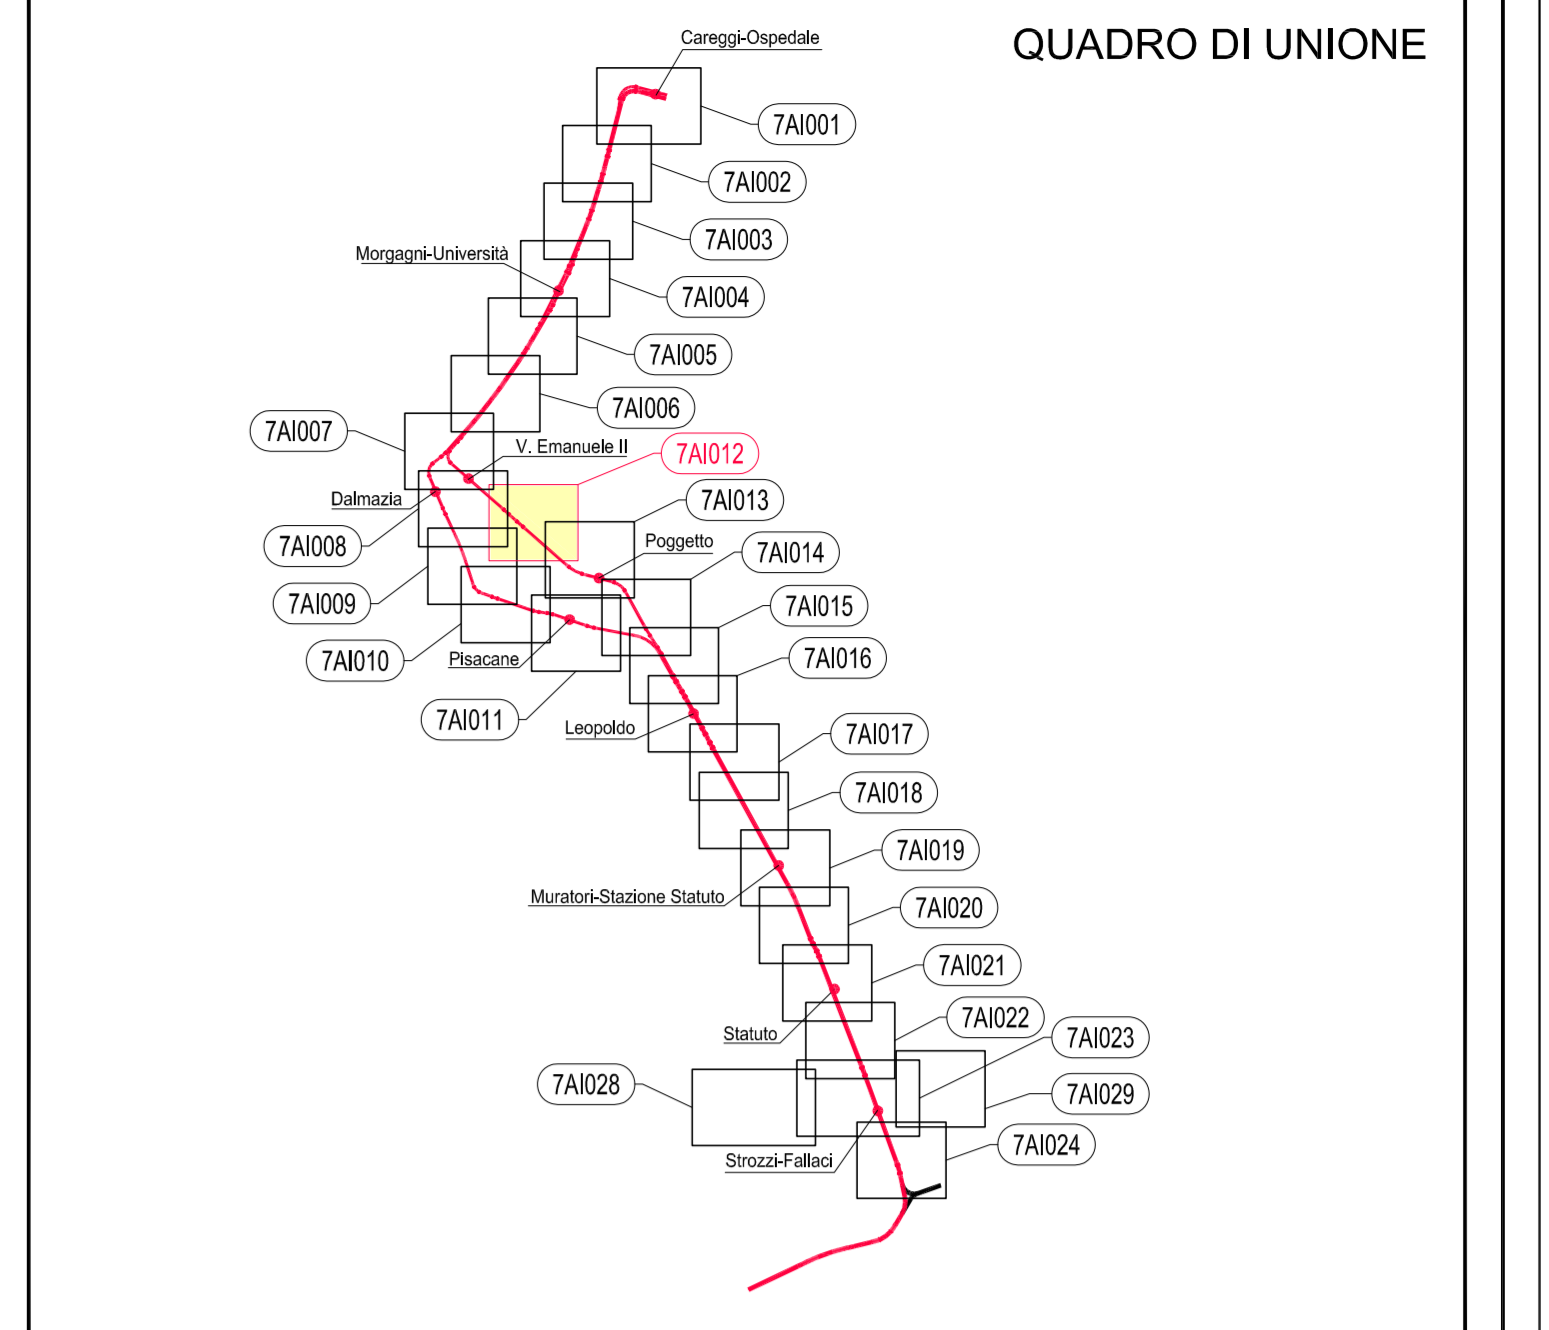 QUADRO DI UNIONE
Careggi-Ospedale
7AI001
7AI002
7AI003
Morgagni-Università
7AI004
7AI005
7AI006
7AI007
V. Emanuele II
7AI012
Dalmazia
7AI013
7AI008
Poggetto
7AI014
7AI009
7AI015
7AI010
Pisacane
7AI016
7AI011
Leopoldo
7AI017
7AI018
7AI019
Muratori-Stazione Statuto
7AI020
7AI021
7AI022
Statuto
7AI023
7AI028
7AI029
7AI024
Strozzi-Fallaci